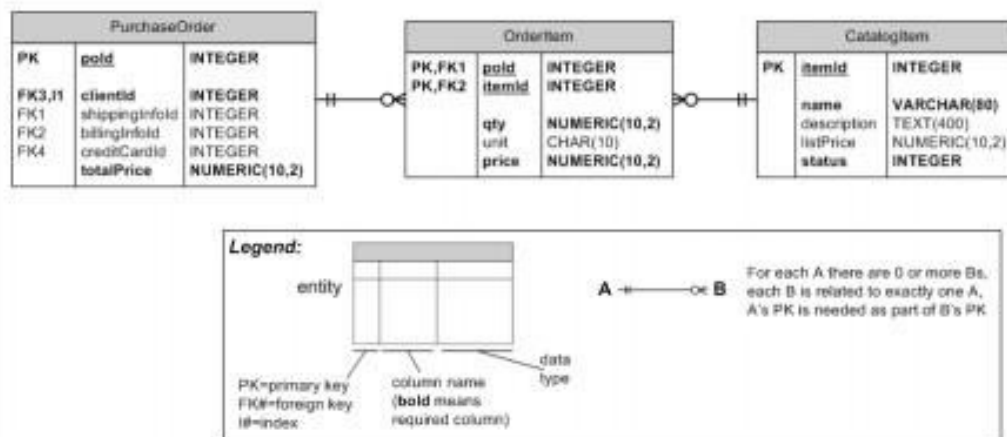 PurchaseOrder
PK poId INTEGER
FK3,I1 clientId INTEGER
FK1 shippingInfoId INTEGER
FK2 billingInfoId INTEGER
FK4 creditCardId INTEGER
totalPrice NUMERIC(10,2)
OrderItem
PK,FK1 poId INTEGER
PK,FK2 itemId INTEGER
qty NUMERIC(10,2)
unit CHAR(10)
price NUMERIC(10,2)
CatalogItem
PK itemId INTEGER
name VARCHAR(80)
description TEXT(400)
listPrice NUMERIC(10,2)
status INTEGER
Legend:
entity
PK=primary key
FK#=foreign key
I#=index
column name
(bold means
required column)
data
type
A B
For each A there are 0 or more Bs,
each B is related to exactly one A,
A's PK is needed as part of B's PK